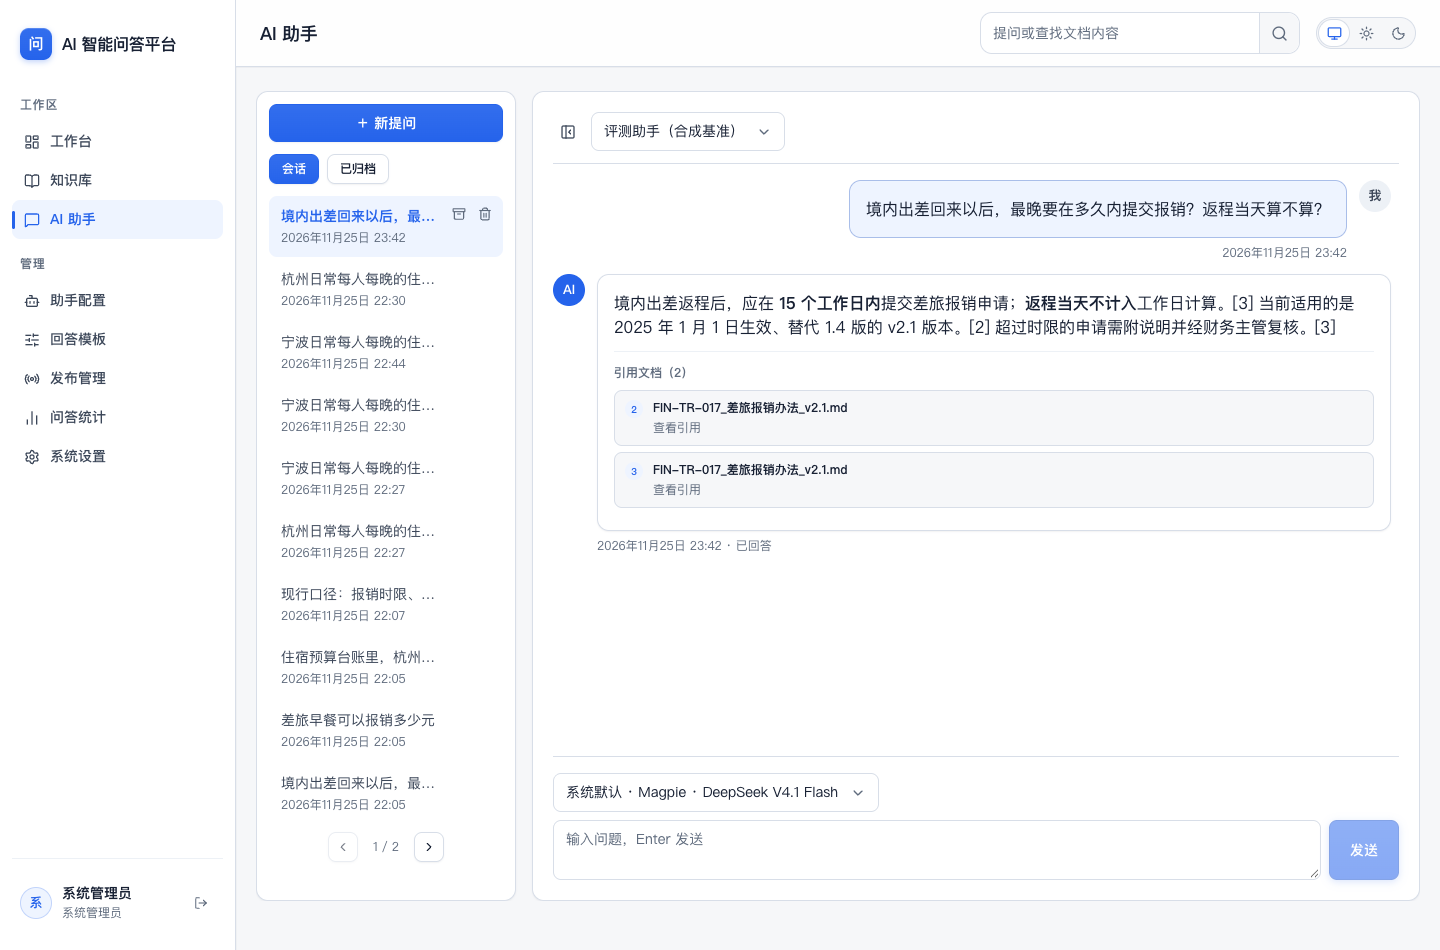 问
AI 智能问答平台
工作区
工作台
知识库
AI 助手
管理
助手配置
回答模板
发布管理
问答统计
系统设置
系
系统管理员
系统管理员
AI 助手
提问或查找文档内容
+ 新提问
会话
已归档
境内出差回来以后，最...
2026年11月25日 23:42
杭州日常每人每晚的住...
2026年11月25日 22:30
宁波日常每人每晚的住...
2026年11月25日 22:44
宁波日常每人每晚的住...
2026年11月25日 22:30
宁波日常每人每晚的住...
2026年11月25日 22:27
杭州日常每人每晚的住...
2026年11月25日 22:27
现行口径：报销时限、...
2026年11月25日 22:07
住宿预算台账里，杭州...
2026年11月25日 22:05
差旅早餐可以报销多少元
2026年11月25日 22:05
境内出差回来以后，最...
2026年11月25日 22:05
1 / 2
评测助手（合成基准）
境内出差回来以后，最晚要在多久内提交报销？返程当天算不算？
我
2026年11月25日 23:42
AI
境内出差返程后，应在 15 个工作日内提交差旅报销申请；返程当天不计入工作日计算。[3] 当前适用的是
2025 年 1 月 1 日生效、替代 1.4 版的 v2.1 版本。[2] 超过时限的申请需附说明并经财务主管复核。[3]
引用文档（2）
2
FIN-TR-017_差旅报销办法_v2.1.md
查看引用
3
FIN-TR-017_差旅报销办法_v2.1.md
查看引用
2026年11月25日 23:42 · 已回答
系统默认 · Magpie · DeepSeek V4.1 Flash
输入问题，Enter 发送
发送